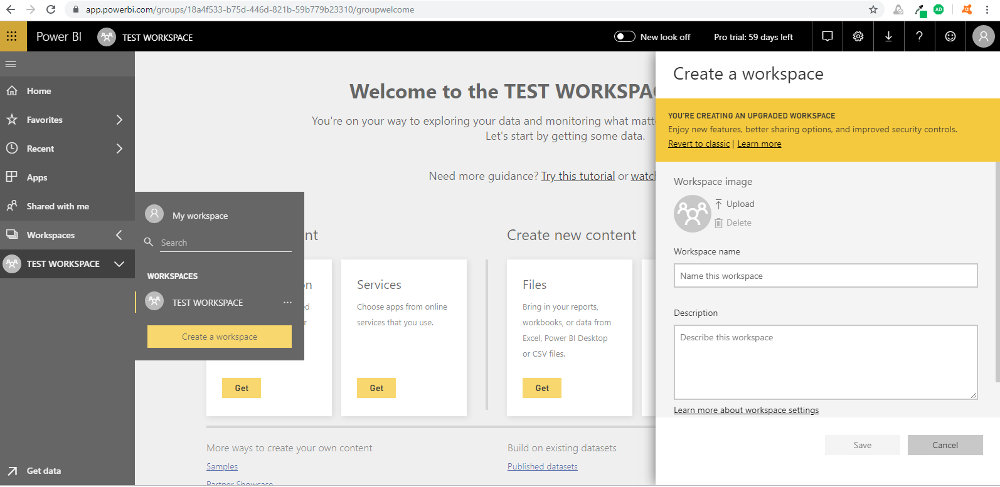 app.powerbi.com/groups/18a4f533-b75d-446d-821b-59b779b23310/groupwelcome
AD
Power BI
TEST WORKSPACE
New look off
Pro trial: 59 days left
?
Home
Favorites
Recent
Apps
Shared with me
Workspaces
TEST WORKSPACE
Get data
My workspace
Search
WORKSPACES
TEST WORKSPACE
...
Create a workspace
Welcome to the TEST WORKSPA
You're on your way to exploring your data and monitoring what matt
Let's start by getting some data.
Need more guidance? Try this tutorial or watc
nt
on
ed
r
Get
Services
Choose apps from online
services that you use.
Get
Create new content
Files
Bring in your reports,
workbooks, or data from
Excel, Power BI Desktop
or CSV files.
Get
More ways to create your own content
Samples
Partner Showcase
Build on existing datasets
Published datasets
Create a workspace
YOU'RE CREATING AN UPGRADED WORKSPACE
Enjoy new features, better sharing options, and improved security controls.
Revert to classic | Learn more
Workspace image
Upload
Delete
Workspace name
Name this workspace
Description
Describe this workspace
Learn more about workspace settings
Save
Cancel